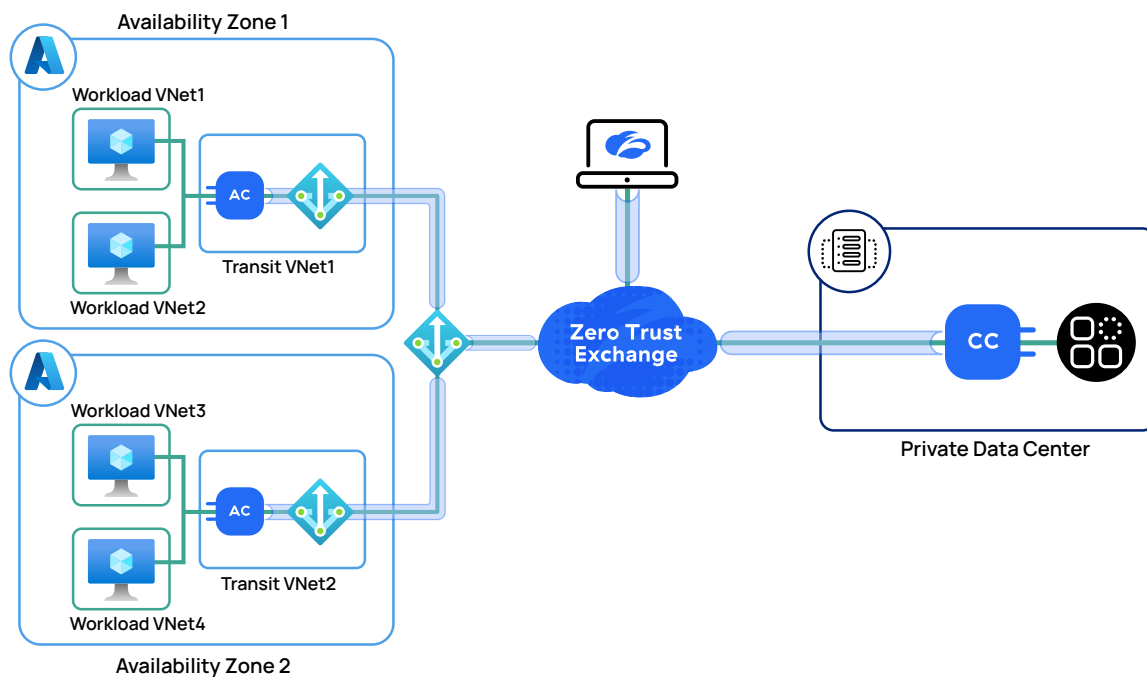 Availability Zone 1
Workload VNet1
AC
Transit VNet1
Workload VNet2
Workload VNet3
AC
Transit VNet2
Workload VNet4
Availability Zone 2
Zero Trust
Exchange
CC
Private Data Center